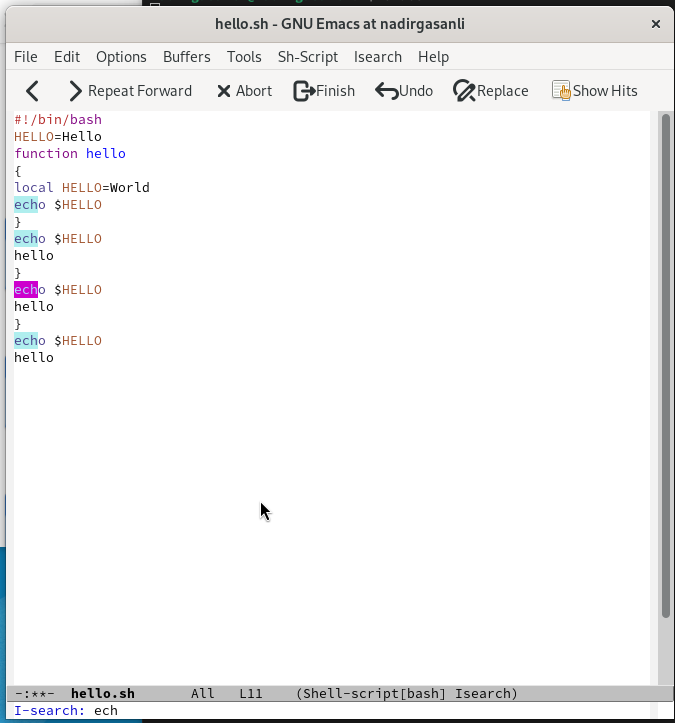 hello.sh - GNU Emacs at nadirgasanli
File Edit Options Buffers Tools Sh-Script Isearch Help
Repeat Forward Abort Finish Undo Replace Show Hits
#!/bin/bash
HELLO=Hello
function hello
{
local HELLO=World
echo $HELLO
}
echo $HELLO
hello
}
echo $HELLO
hello
}
echo $HELLO
hello
-:**- hello.sh All L11 (Shell-script[bash] Isearch)
I-search: ech